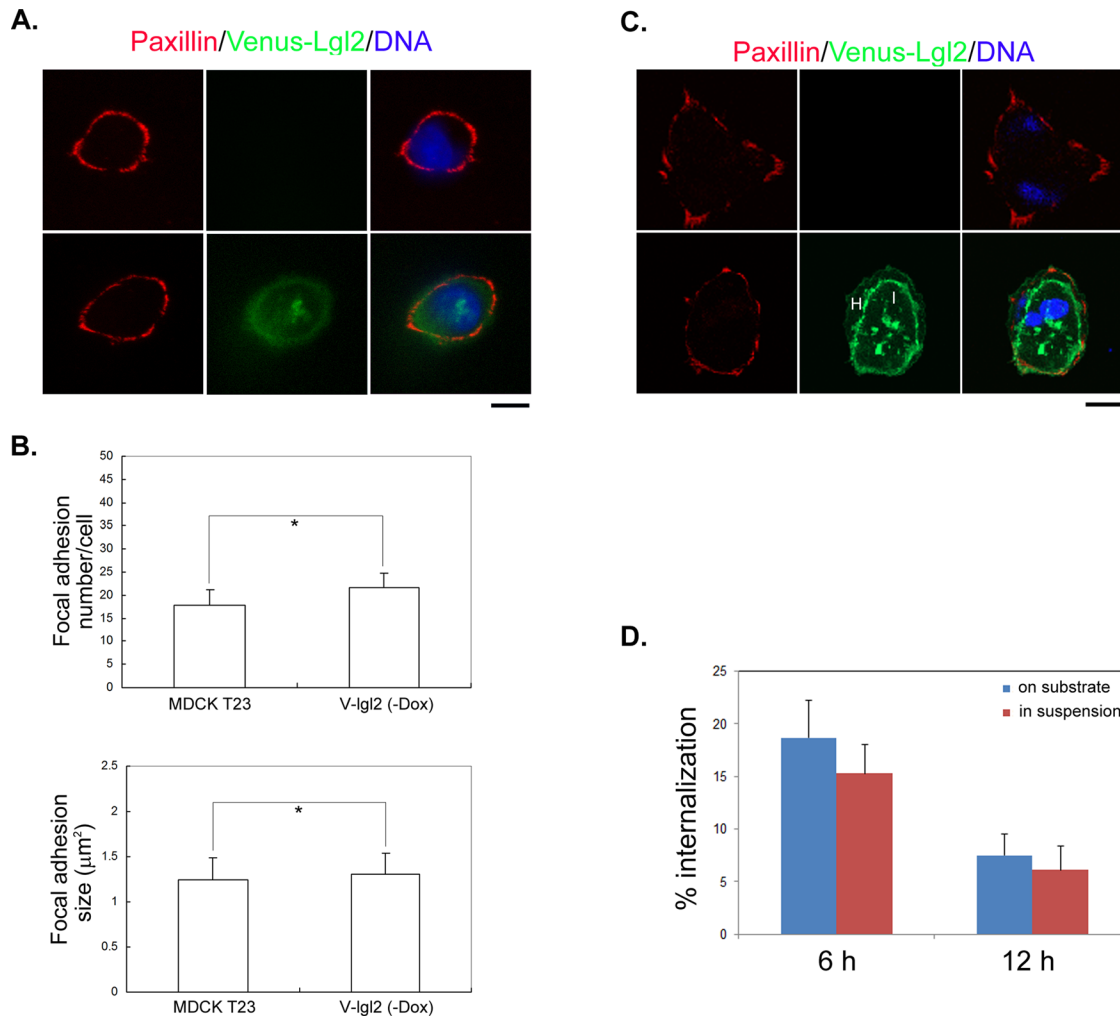 A.
Paxillin/Venus-Lgl2/DNA
B.
Focal adhesion
number/cell
50
45
40
35
30
25
20
15
10
5
0
*
MDCK T23
V-lgl2 (-Dox)
Focal adhesion
size (µm²)
2.5
2
1.5
1
0.5
0
*
MDCK T23
V-lgl2 (-Dox)
C.
Paxillin/Venus-Lgl2/DNA
H
I
D.
% internalization
25
20
15
10
5
0
on substrate
in suspension
6 h
12 h